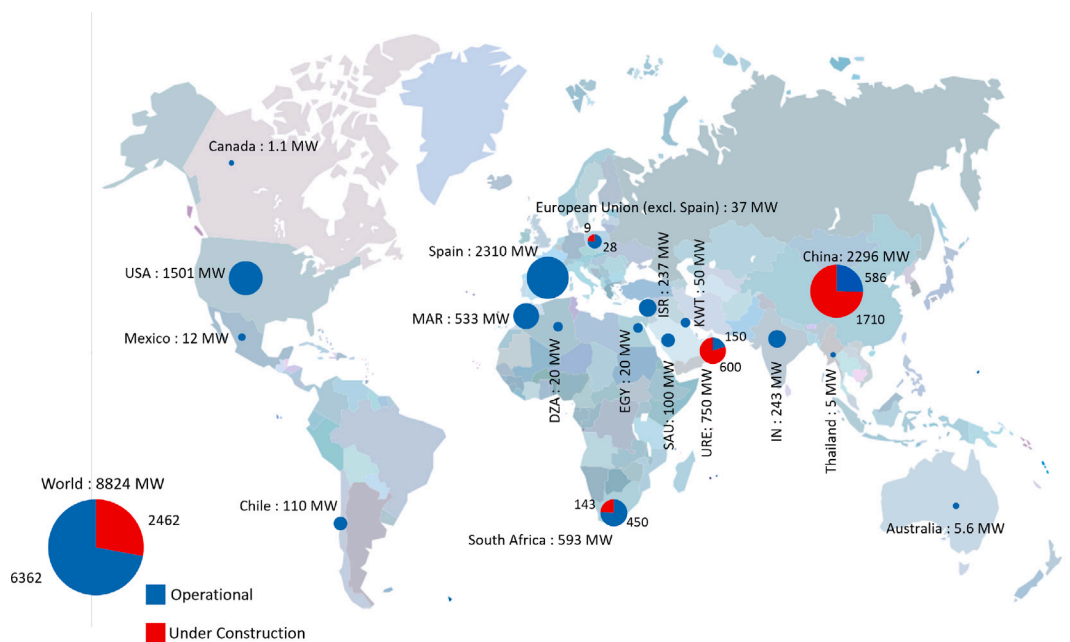 Canada : 1.1 MW
European Union (excl. Spain) : 37 MW
9
28
Spain : 2310 MW
USA : 1501 MW
ISR : 237 MW
KWT : 50 MW
China: 2296 MW
586
1710
MAR : 533 MW
Mexico : 12 MW
150
600
DZA : 20 MW
EGY : 20 MW
SAU: 100 MW
URE: 750 MW
IN : 243 MW
Thailand : 5 MW
World : 8824 MW
2462
6362
Chile : 110 MW
143
450
South Africa : 593 MW
Australia : 5.6 MW
Operational
Under Construction